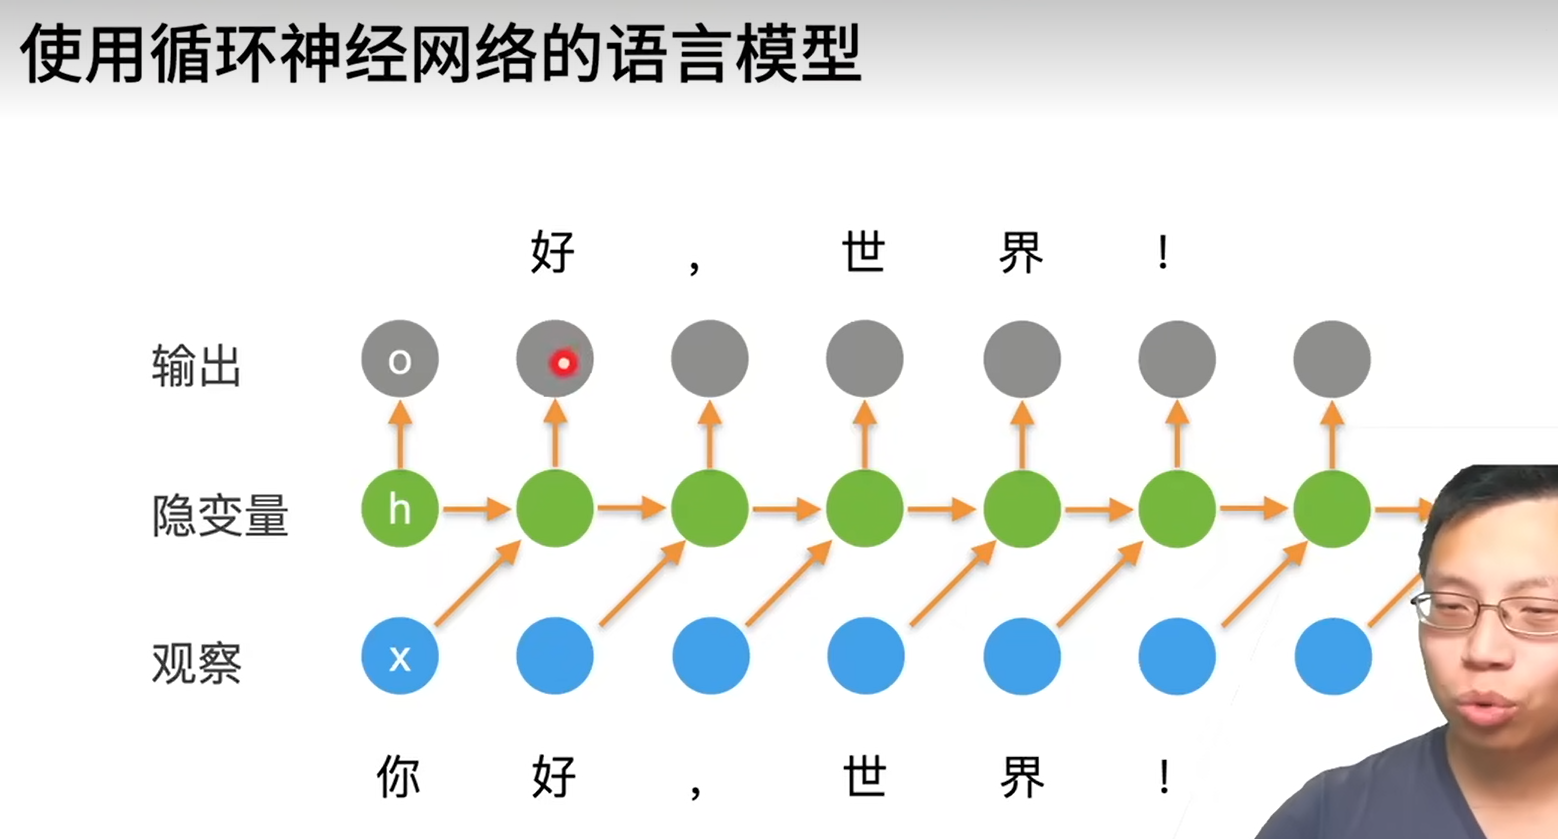 使用循环神经网络的语言模型
好 ， 世 界 ！
输出 o
隐变量 h
观察 x
你 好 ， 世 界 ！